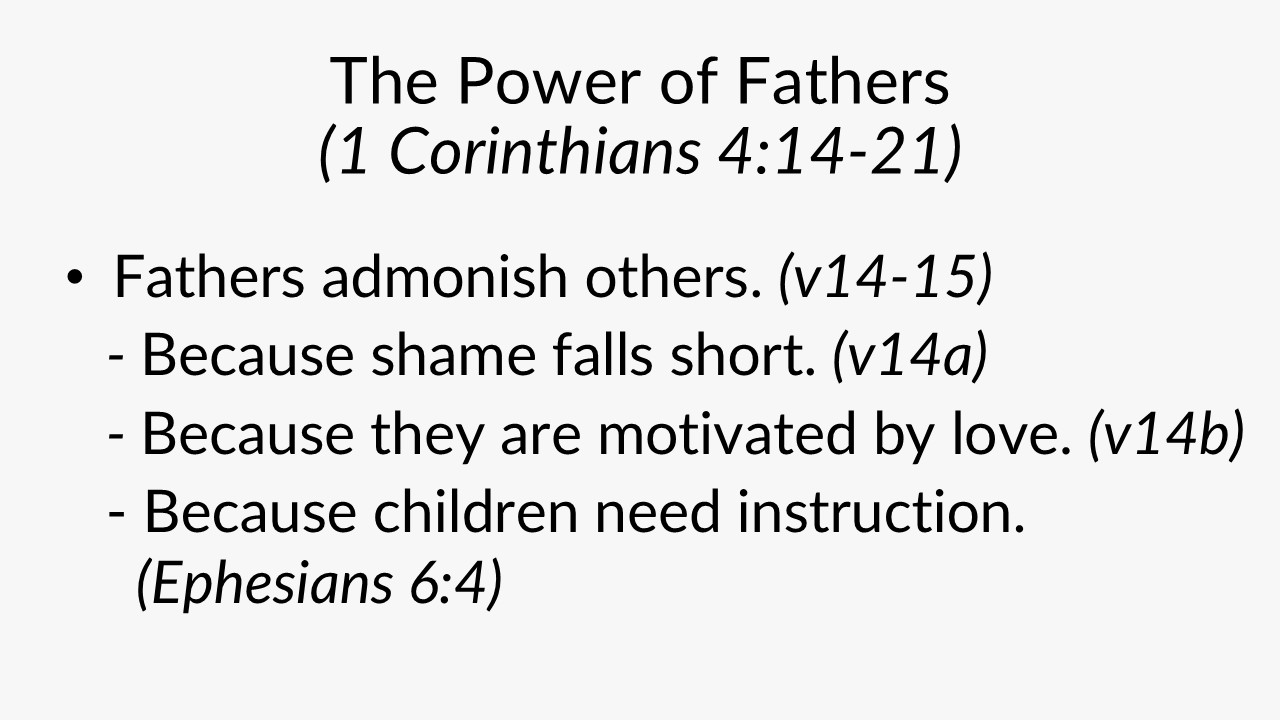 The Power of Fathers
(1 Corinthians 4:14-21)
• Fathers admonish others. (v14-15)
- Because shame falls short. (v14a)
- Because they are motivated by love. (v14b)
- Because children need instruction.
(Ephesians 6:4)